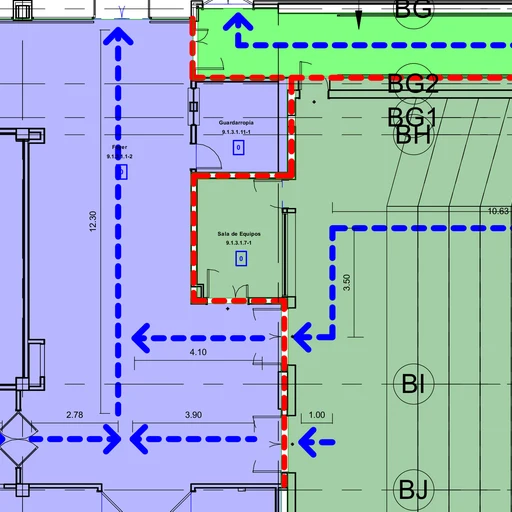 BG
BG2
BG1
BH
Guardarropía
9.1.3.1.11-1
0
0
10.63
12.30
Sala de Equipos
9.1.3.1.7-1
0
3.50
4.10
BI
2.78
3.90
1.00
BJ